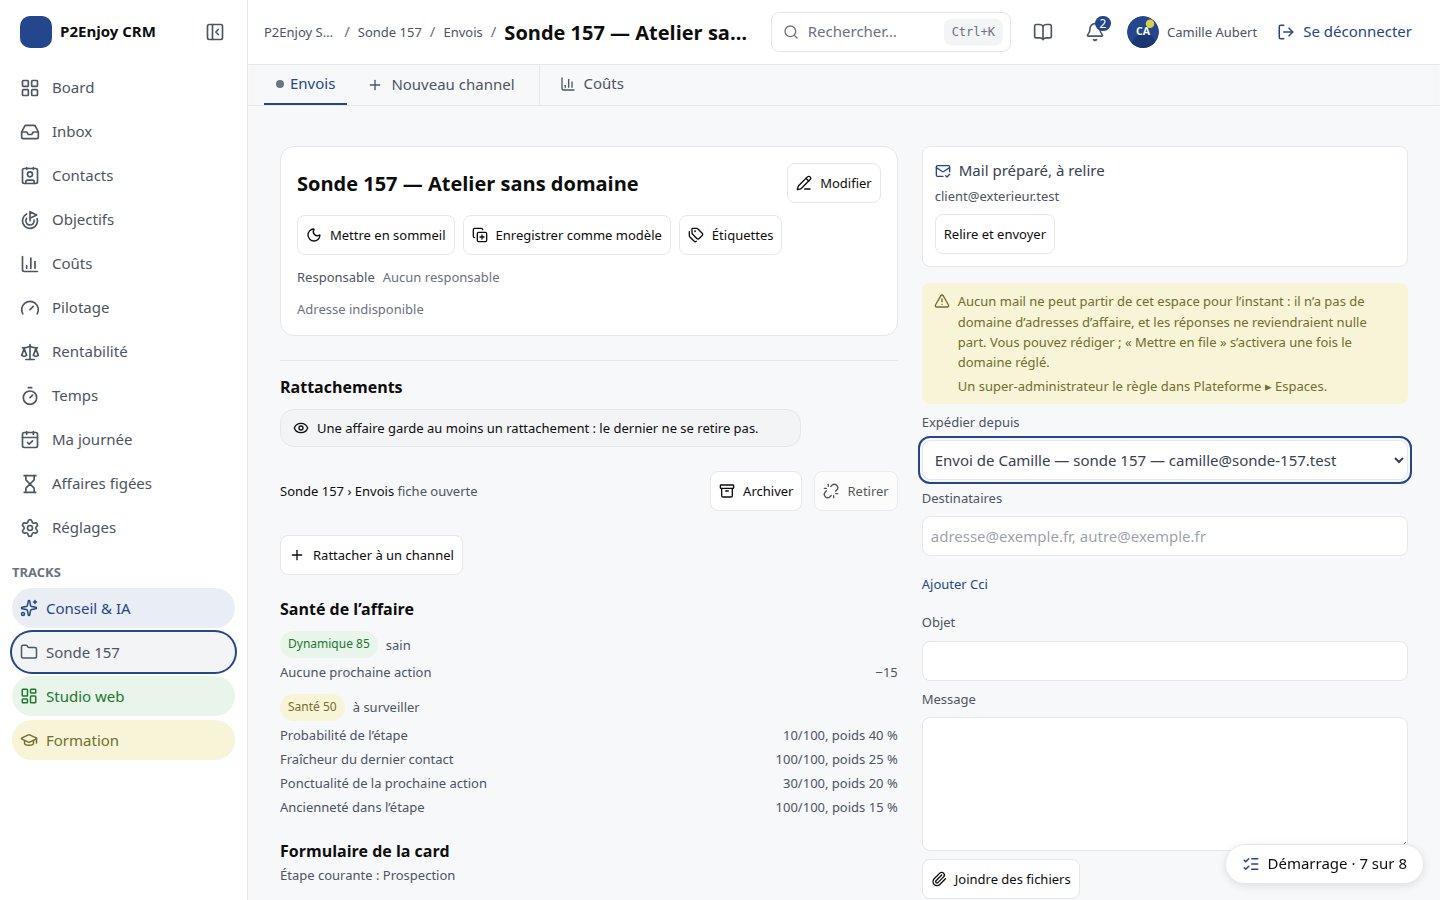 P2Enjoy CRM
P2Enjoy S... / Sonde 157 / Envois / Sonde 157 — Atelier sa...
Rechercher... Ctrl+K
2
CA
Camille Aubert
Se déconnecter
Board
Inbox
Contacts
Objectifs
Coûts
Pilotage
Rentabilité
Temps
Ma journée
Affaires figées
Réglages
TRACKS
Conseil & IA
Sonde 157
Studio web
Formation
Envois
Nouveau channel
Coûts
Sonde 157 — Atelier sans domaine
Modifier
Mettre en sommeil
Enregistrer comme modèle
Étiquettes
Responsable Aucun responsable
Adresse indisponible
Rattachements
Une affaire garde au moins un rattachement : le dernier ne se retire pas.
Sonde 157 › Envois fiche ouverte
Archiver
Retirer
Rattacher à un channel
Santé de l’affaire
Dynamique 85 sain
Aucune prochaine action −15
Santé 50 à surveiller
Probabilité de l’étape 10/100, poids 40 %
Fraîcheur du dernier contact 100/100, poids 25 %
Ponctualité de la prochaine action 30/100, poids 20 %
Ancienneté dans l’étape 100/100, poids 15 %
Formulaire de la card
Étape courante : Prospection
Mail préparé, à relire
client@exterieur.test
Relire et envoyer
Aucun mail ne peut partir de cet espace pour l’instant : il n’a pas de
domaine d’adresses d’affaire, et les réponses ne reviendraient nulle
part. Vous pouvez rédiger ; « Mettre en file » s’activera une fois le
domaine réglé.
Un super-administrateur le règle dans Plateforme ▸ Espaces.
Expédier depuis
Envoi de Camille — sonde 157 — camille@sonde-157.test
Destinataires
adresse@exemple.fr, autre@exemple.fr
Ajouter Cci
Objet
Message
Joindre des fichiers
Démarrage · 7 sur 8